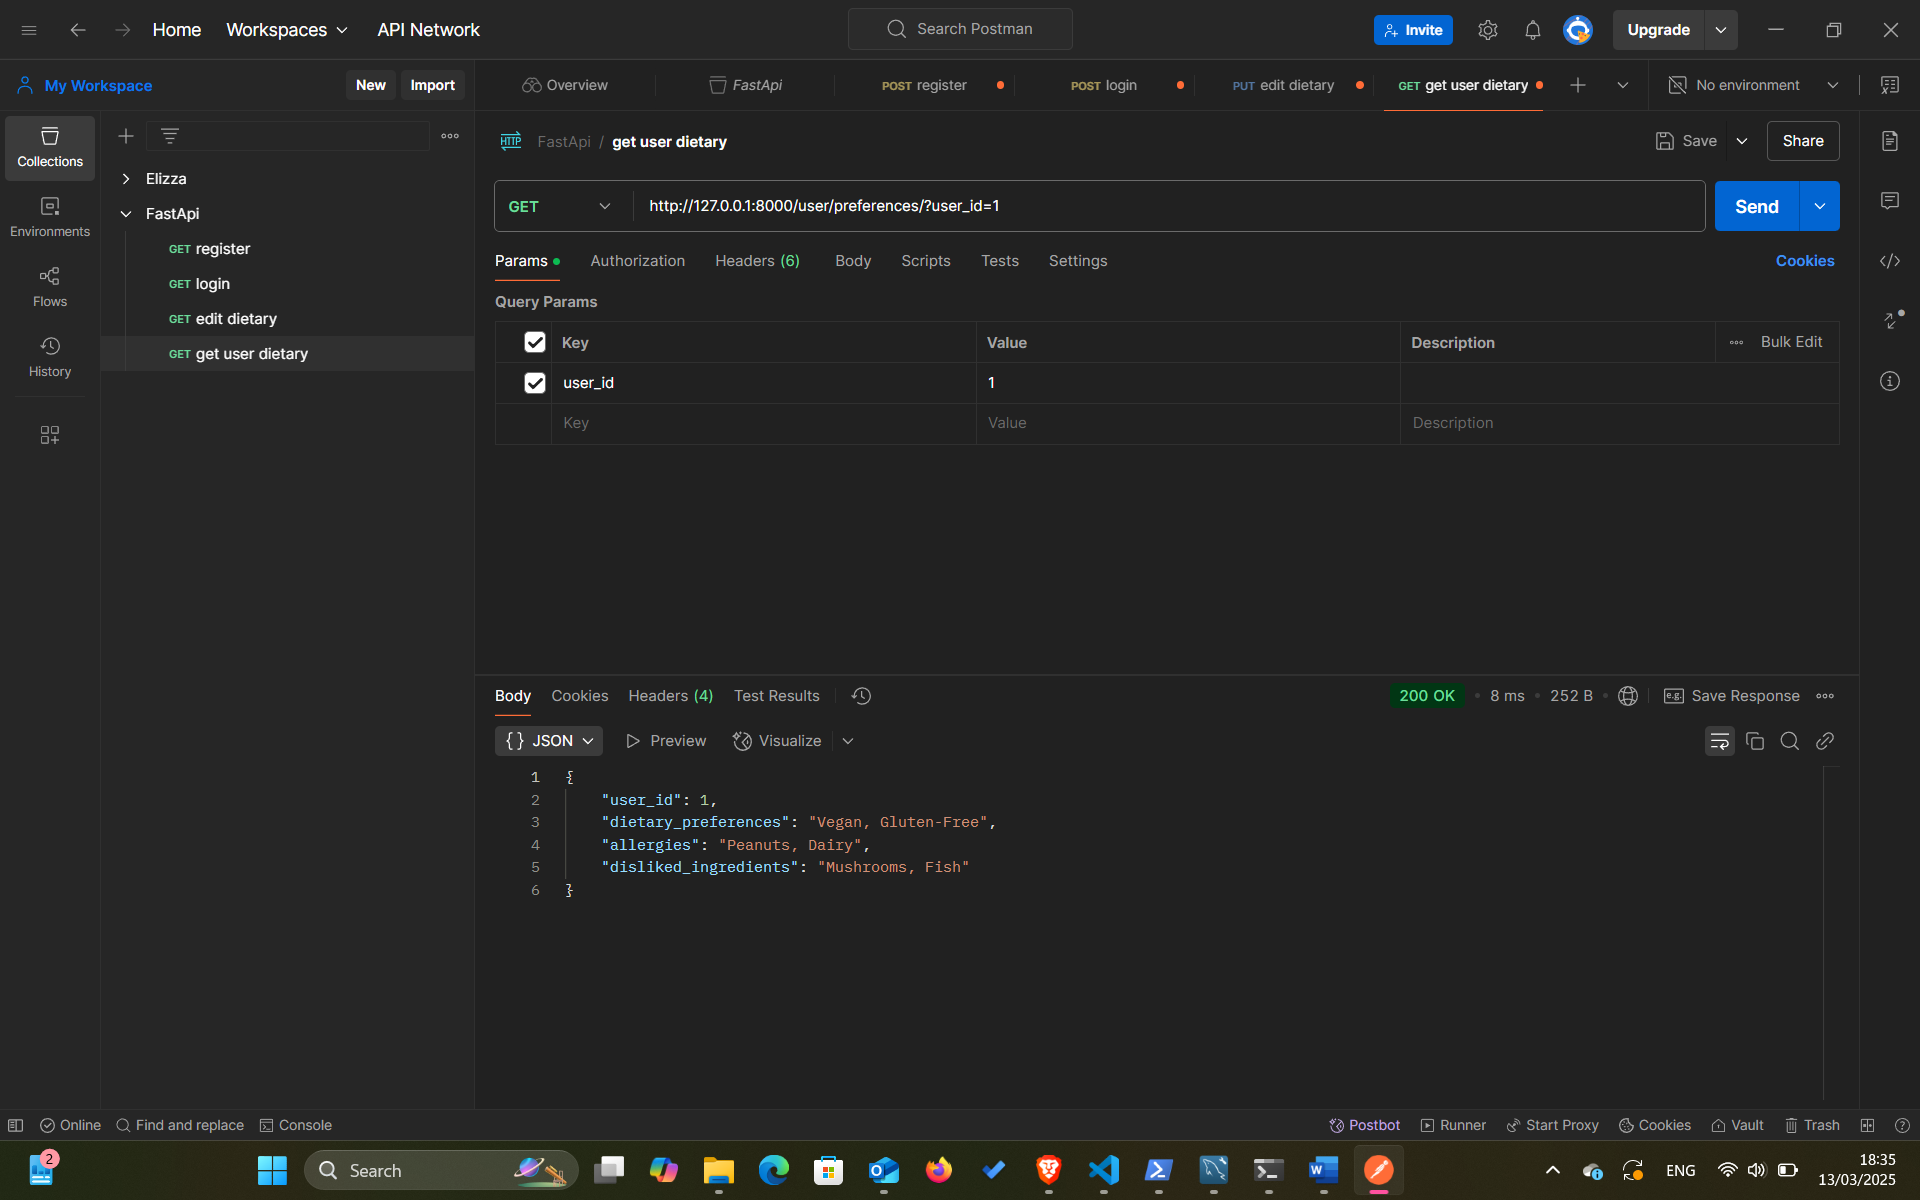 Home Workspaces API Network Search Postman Invite Upgrade
My Workspace New Import Overview FastApi POST register POST login PUT edit dietary GET get user dietary No environment
Collections
Environments
Flows
History
Elizza
FastApi
GET register
GET login
GET edit dietary
GET get user dietary
HTTP FastApi / get user dietary Save Share
GET http://127.0.0.1:8000/user/preferences/?user_id=1 Send
Params Authorization Headers (6) Body Scripts Tests Settings Cookies
Query Params
Key Value Description Bulk Edit
user_id 1
Key Value Description
Body Cookies Headers (4) Test Results 200 OK 8 ms 252 B e.g. Save Response
{} JSON Preview Visualize
1 {
2 "user_id": 1,
3 "dietary_preferences": "Vegan, Gluten-Free",
4 "allergies": "Peanuts, Dairy",
5 "disliked_ingredients": "Mushrooms, Fish"
6 }
Online Find and replace Console Postbot Runner Start Proxy Cookies Vault Trash
2 Search ENG 18:35
13/03/2025